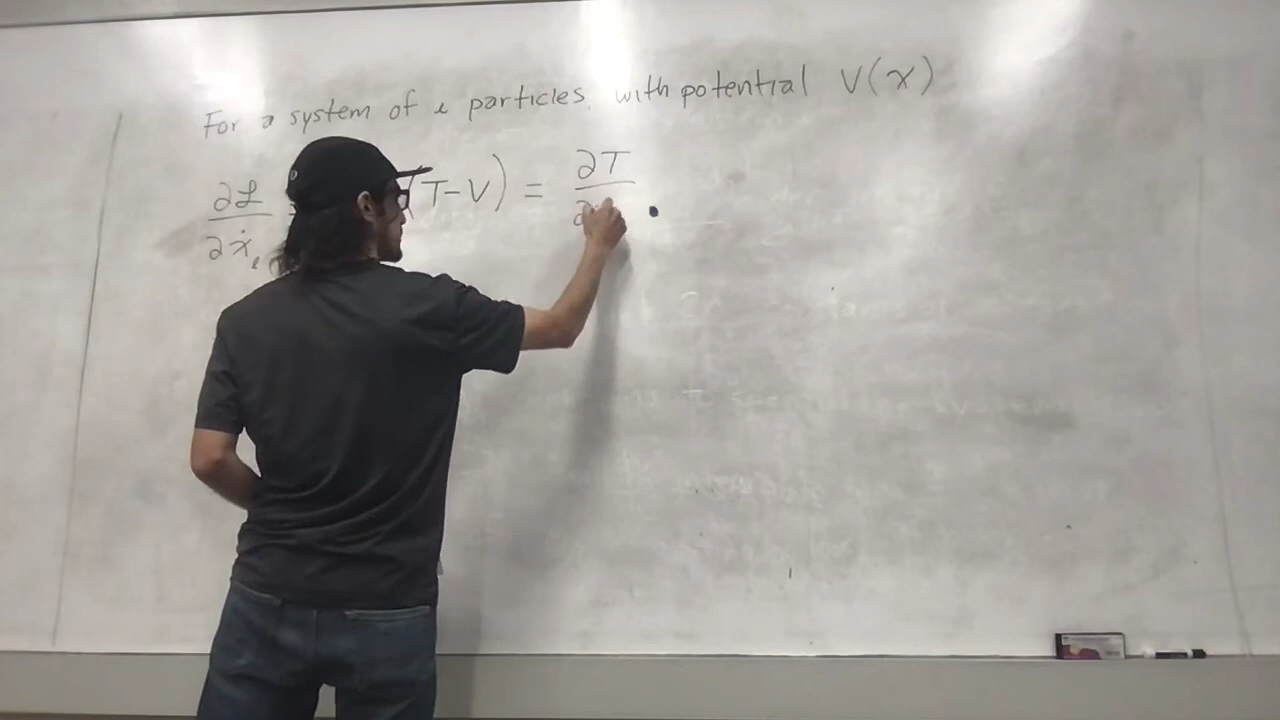 For a system of i particles, with potential V(x)
∂ℒ/∂ẋᵢ (T-V) = ∂T/∂